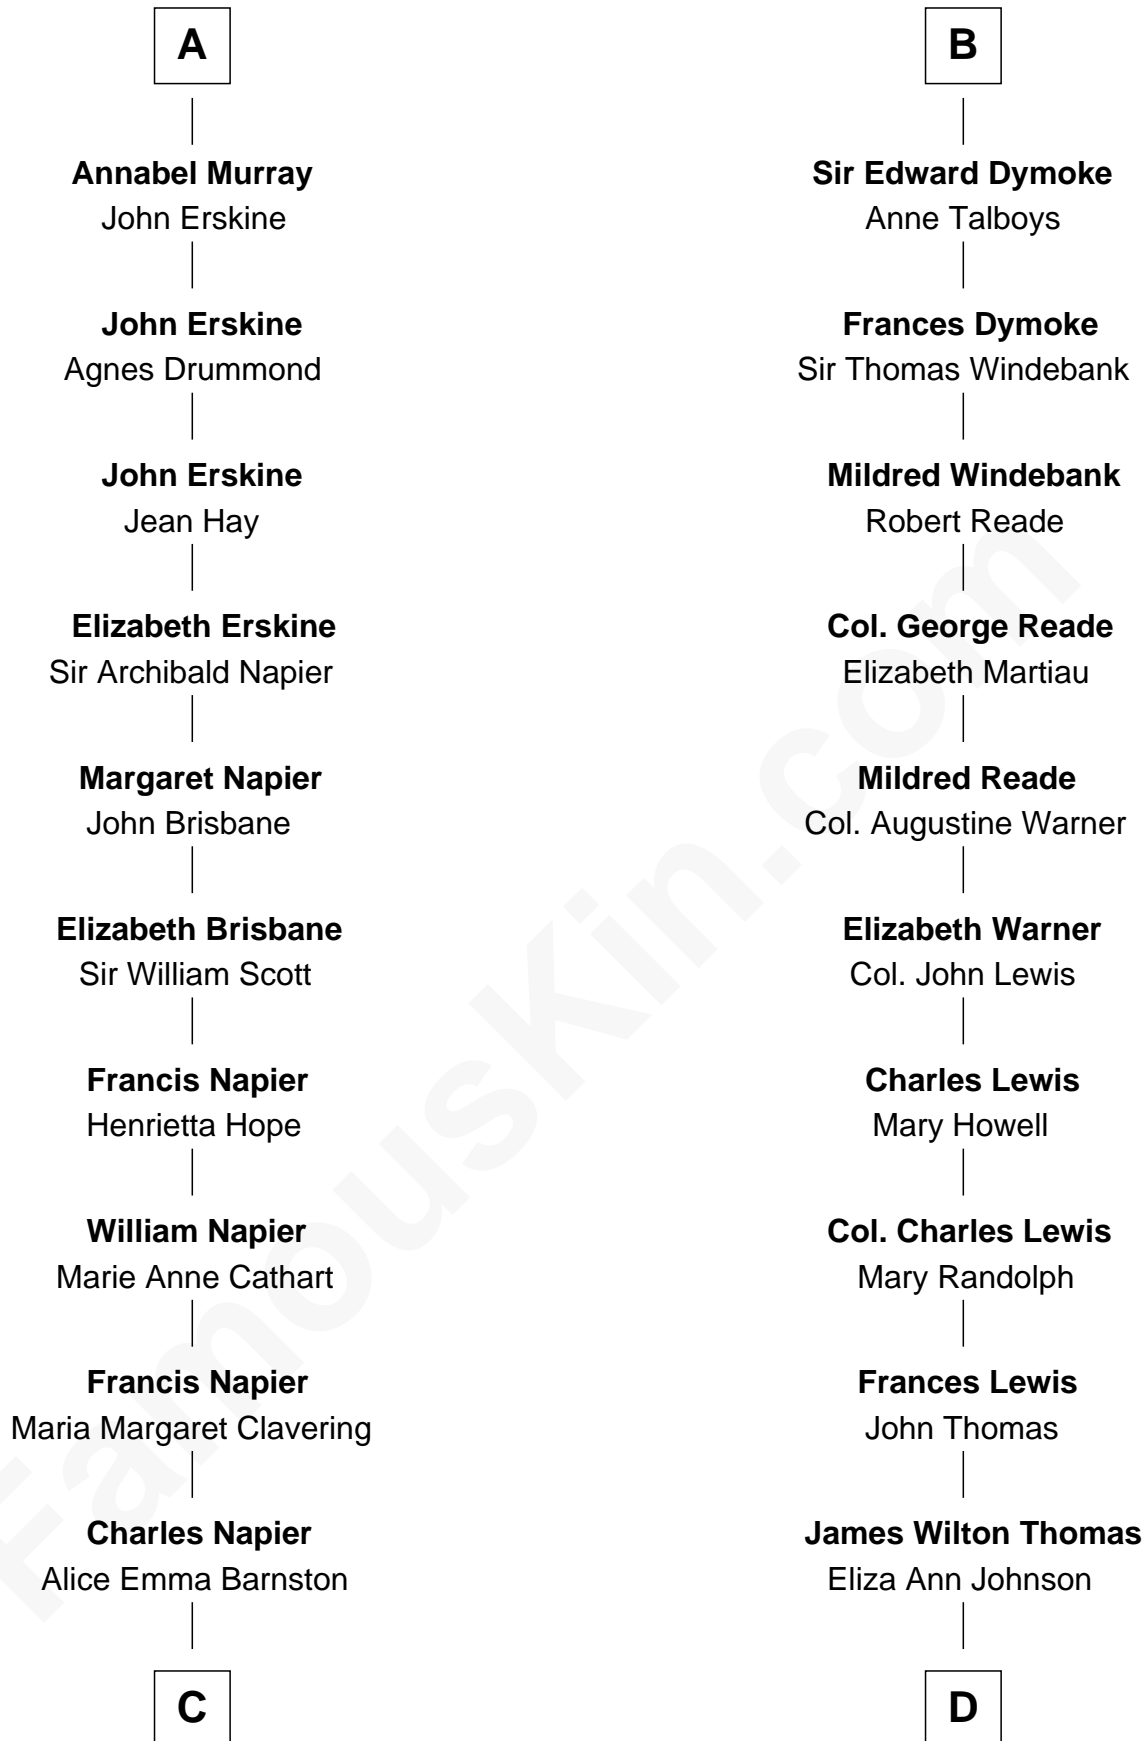 A
Annabel Murray
John Erskine
John Erskine
Agnes Drummond
John Erskine
Jean Hay
Elizabeth Erskine
Sir Archibald Napier
Margaret Napier
John Brisbane
Elizabeth Brisbane
Sir William Scott
Francis Napier
Henrietta Hope
William Napier
Marie Anne Cathart
Francis Napier
Maria Margaret Clavering
Charles Napier
Alice Emma Barnston
C
B
Sir Edward Dymoke
Anne Talboys
Frances Dymoke
Sir Thomas Windebank
Mildred Windebank
Robert Reade
Col. George Reade
Elizabeth Martiau
Mildred Reade
Col. Augustine Warner
Elizabeth Warner
Col. John Lewis
Charles Lewis
Mary Howell
Col. Charles Lewis
Mary Randolph
Frances Lewis
John Thomas
James Wilton Thomas
Eliza Ann Johnson
D
FamousKin.com